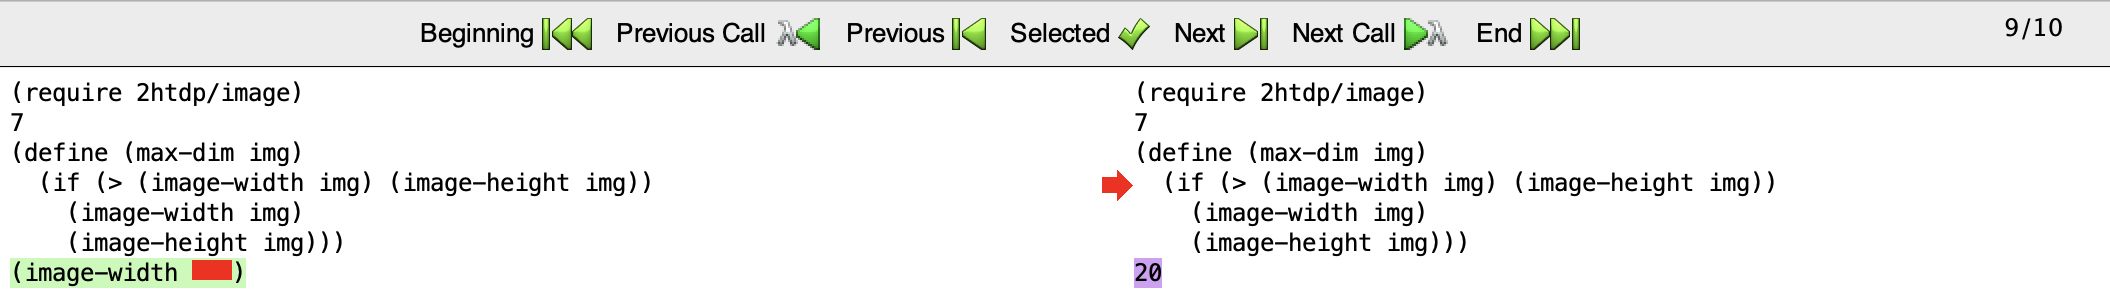 Beginning Previous Call Previous Selected Next Next Call End 9/10
(require 2htdp/image)
7
(define (max-dim img)
(if (> (image-width img) (image-height img))
(image-width img)
(image-height img)))
(image-width )
(require 2htdp/image)
7
(define (max-dim img)
(if (> (image-width img) (image-height img))
(image-width img)
(image-height img)))
20